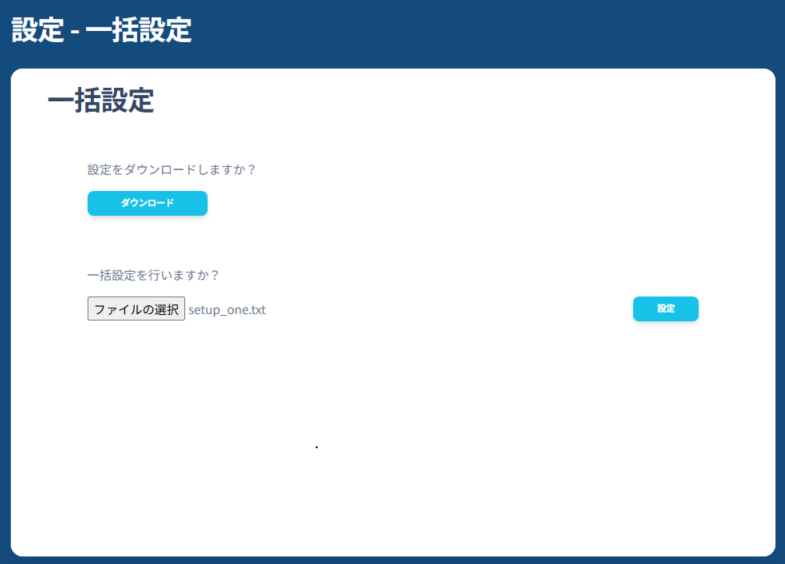 設定 - 一括設定
一括設定
設定をダウンロードしますか？
ダウンロード
一括設定を行いますか？
ファイルの選択 setup_one.txt
設定